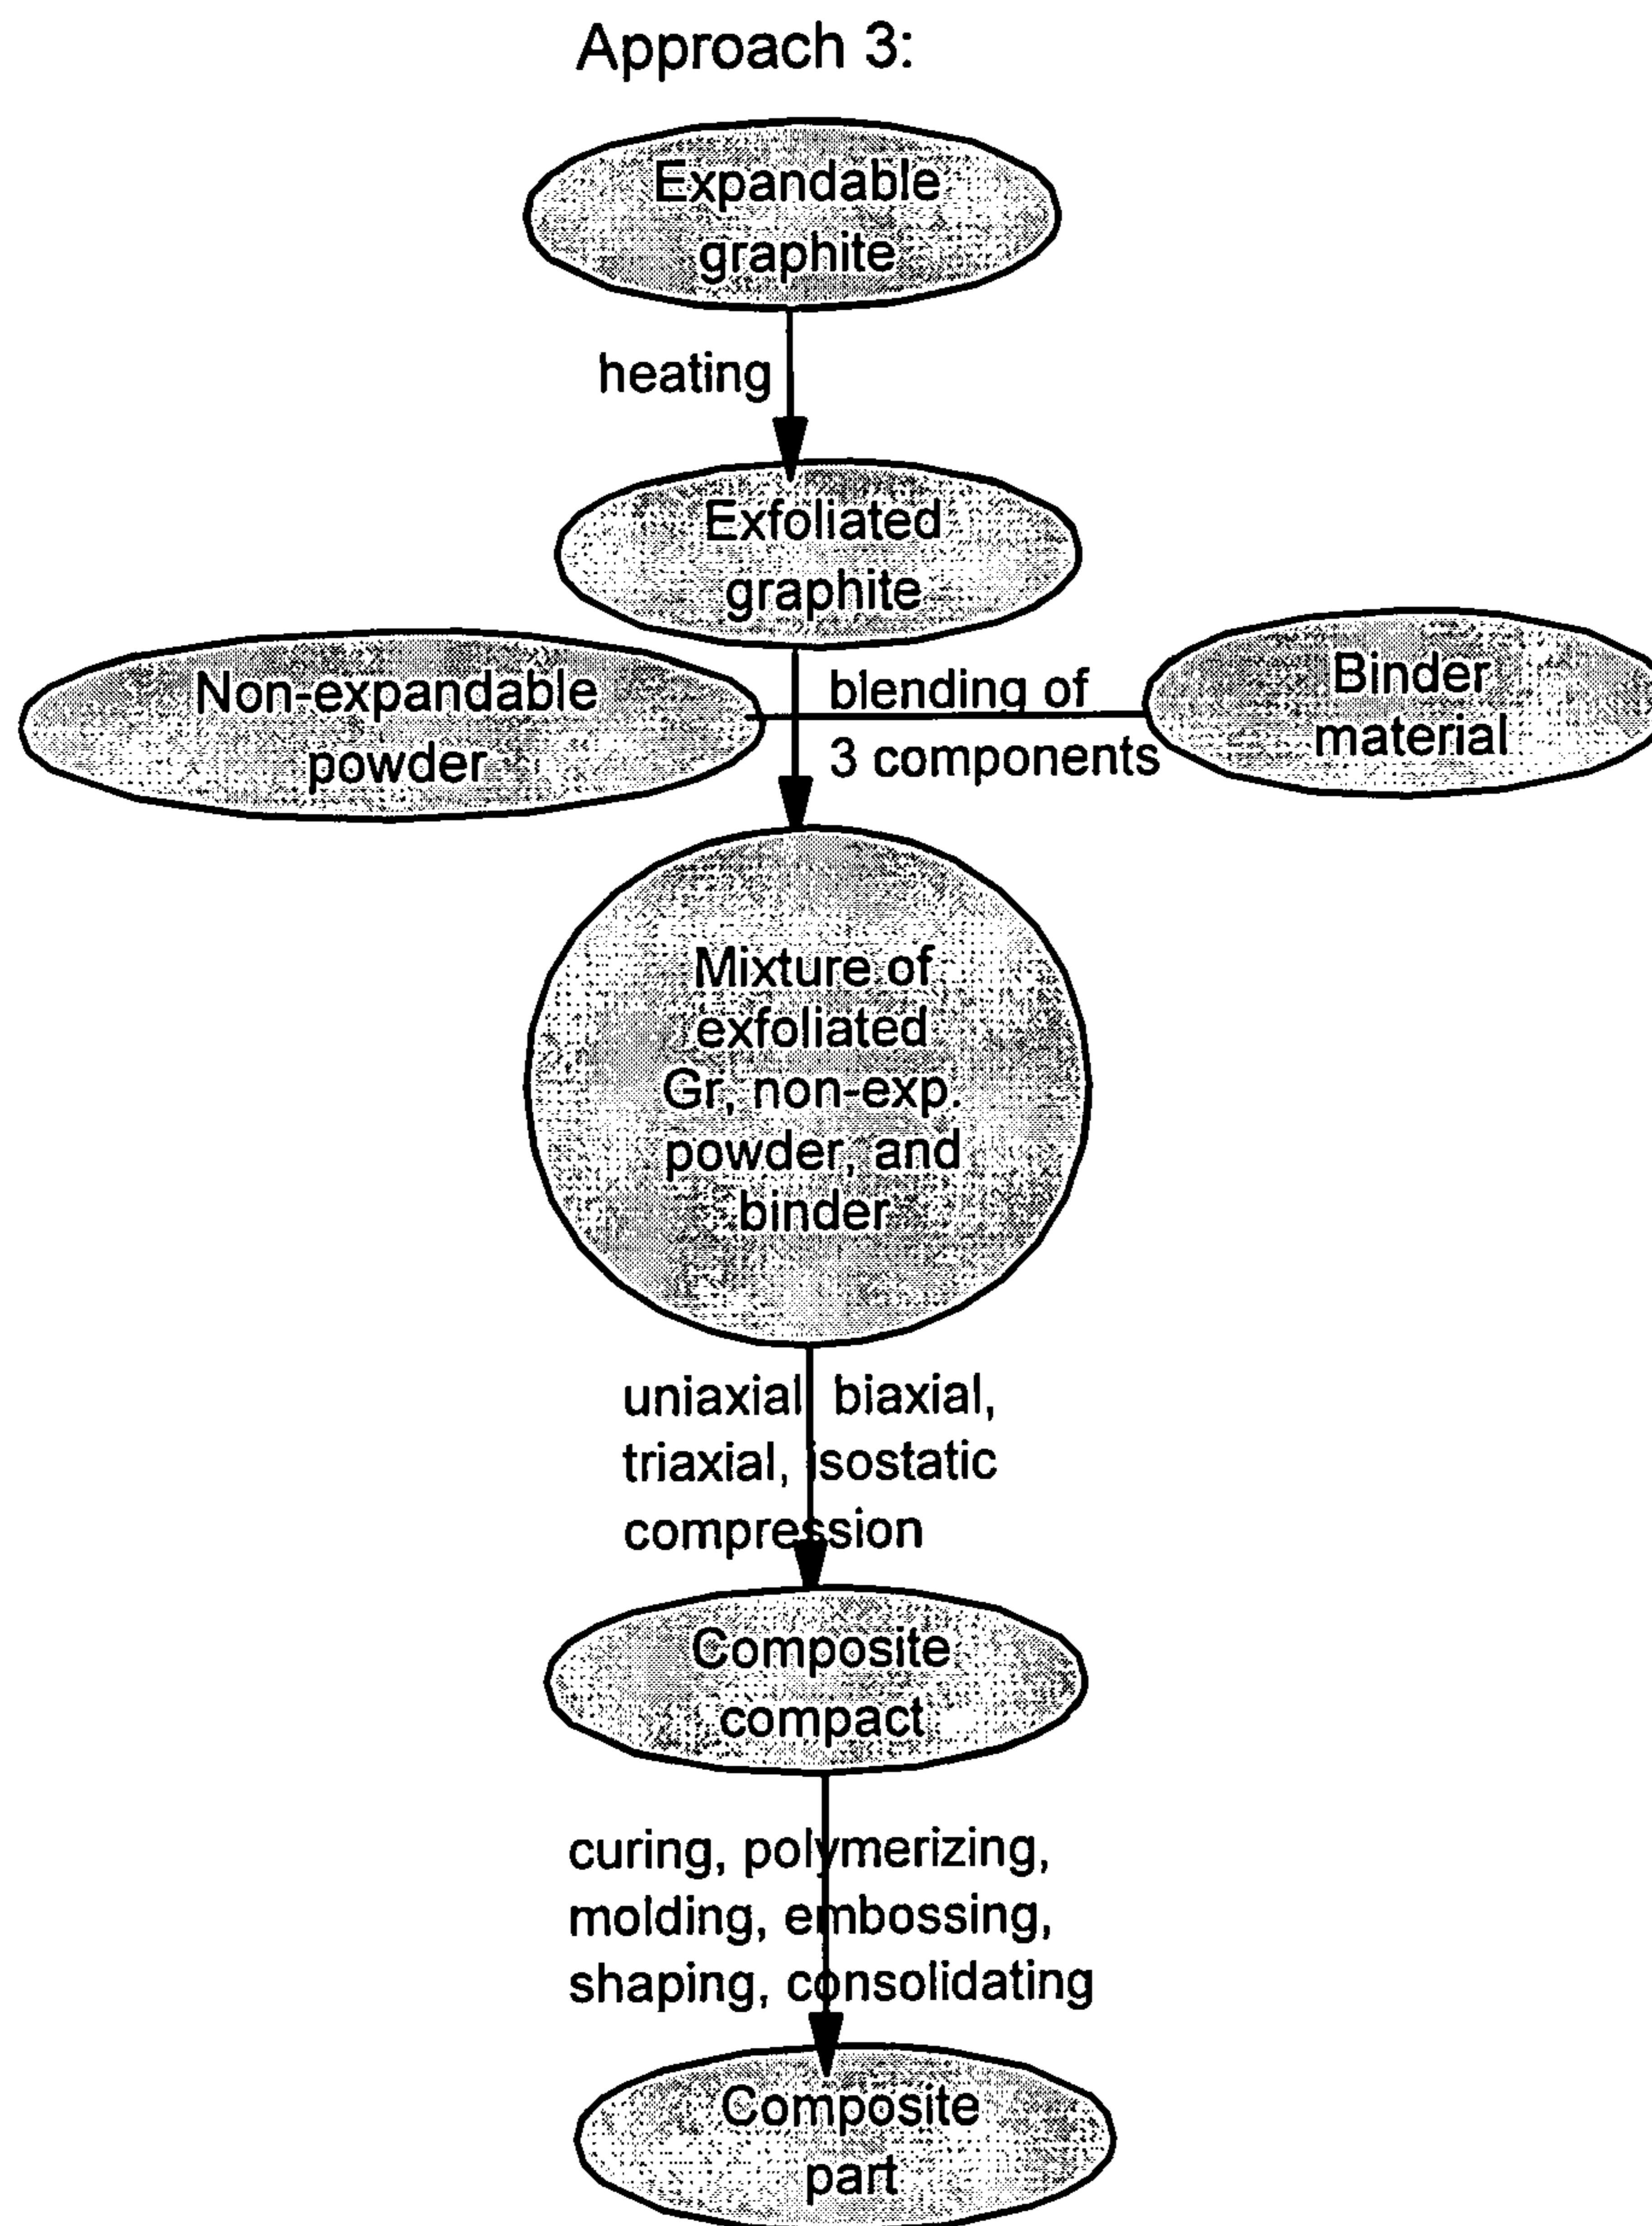 Approach 3:
Expandable
graphite
heating
Exfoliated
graphite
Non-expandable
powder
blending of
3 components
Binder
material
Mixture of
exfoliated
Gr, non-exp.
powder, and
binder
uniaxial, biaxial,
triaxial, isostatic
compression
Composite
compact
curing, polymerizing,
molding, embossing,
shaping, consolidating
Composite
part